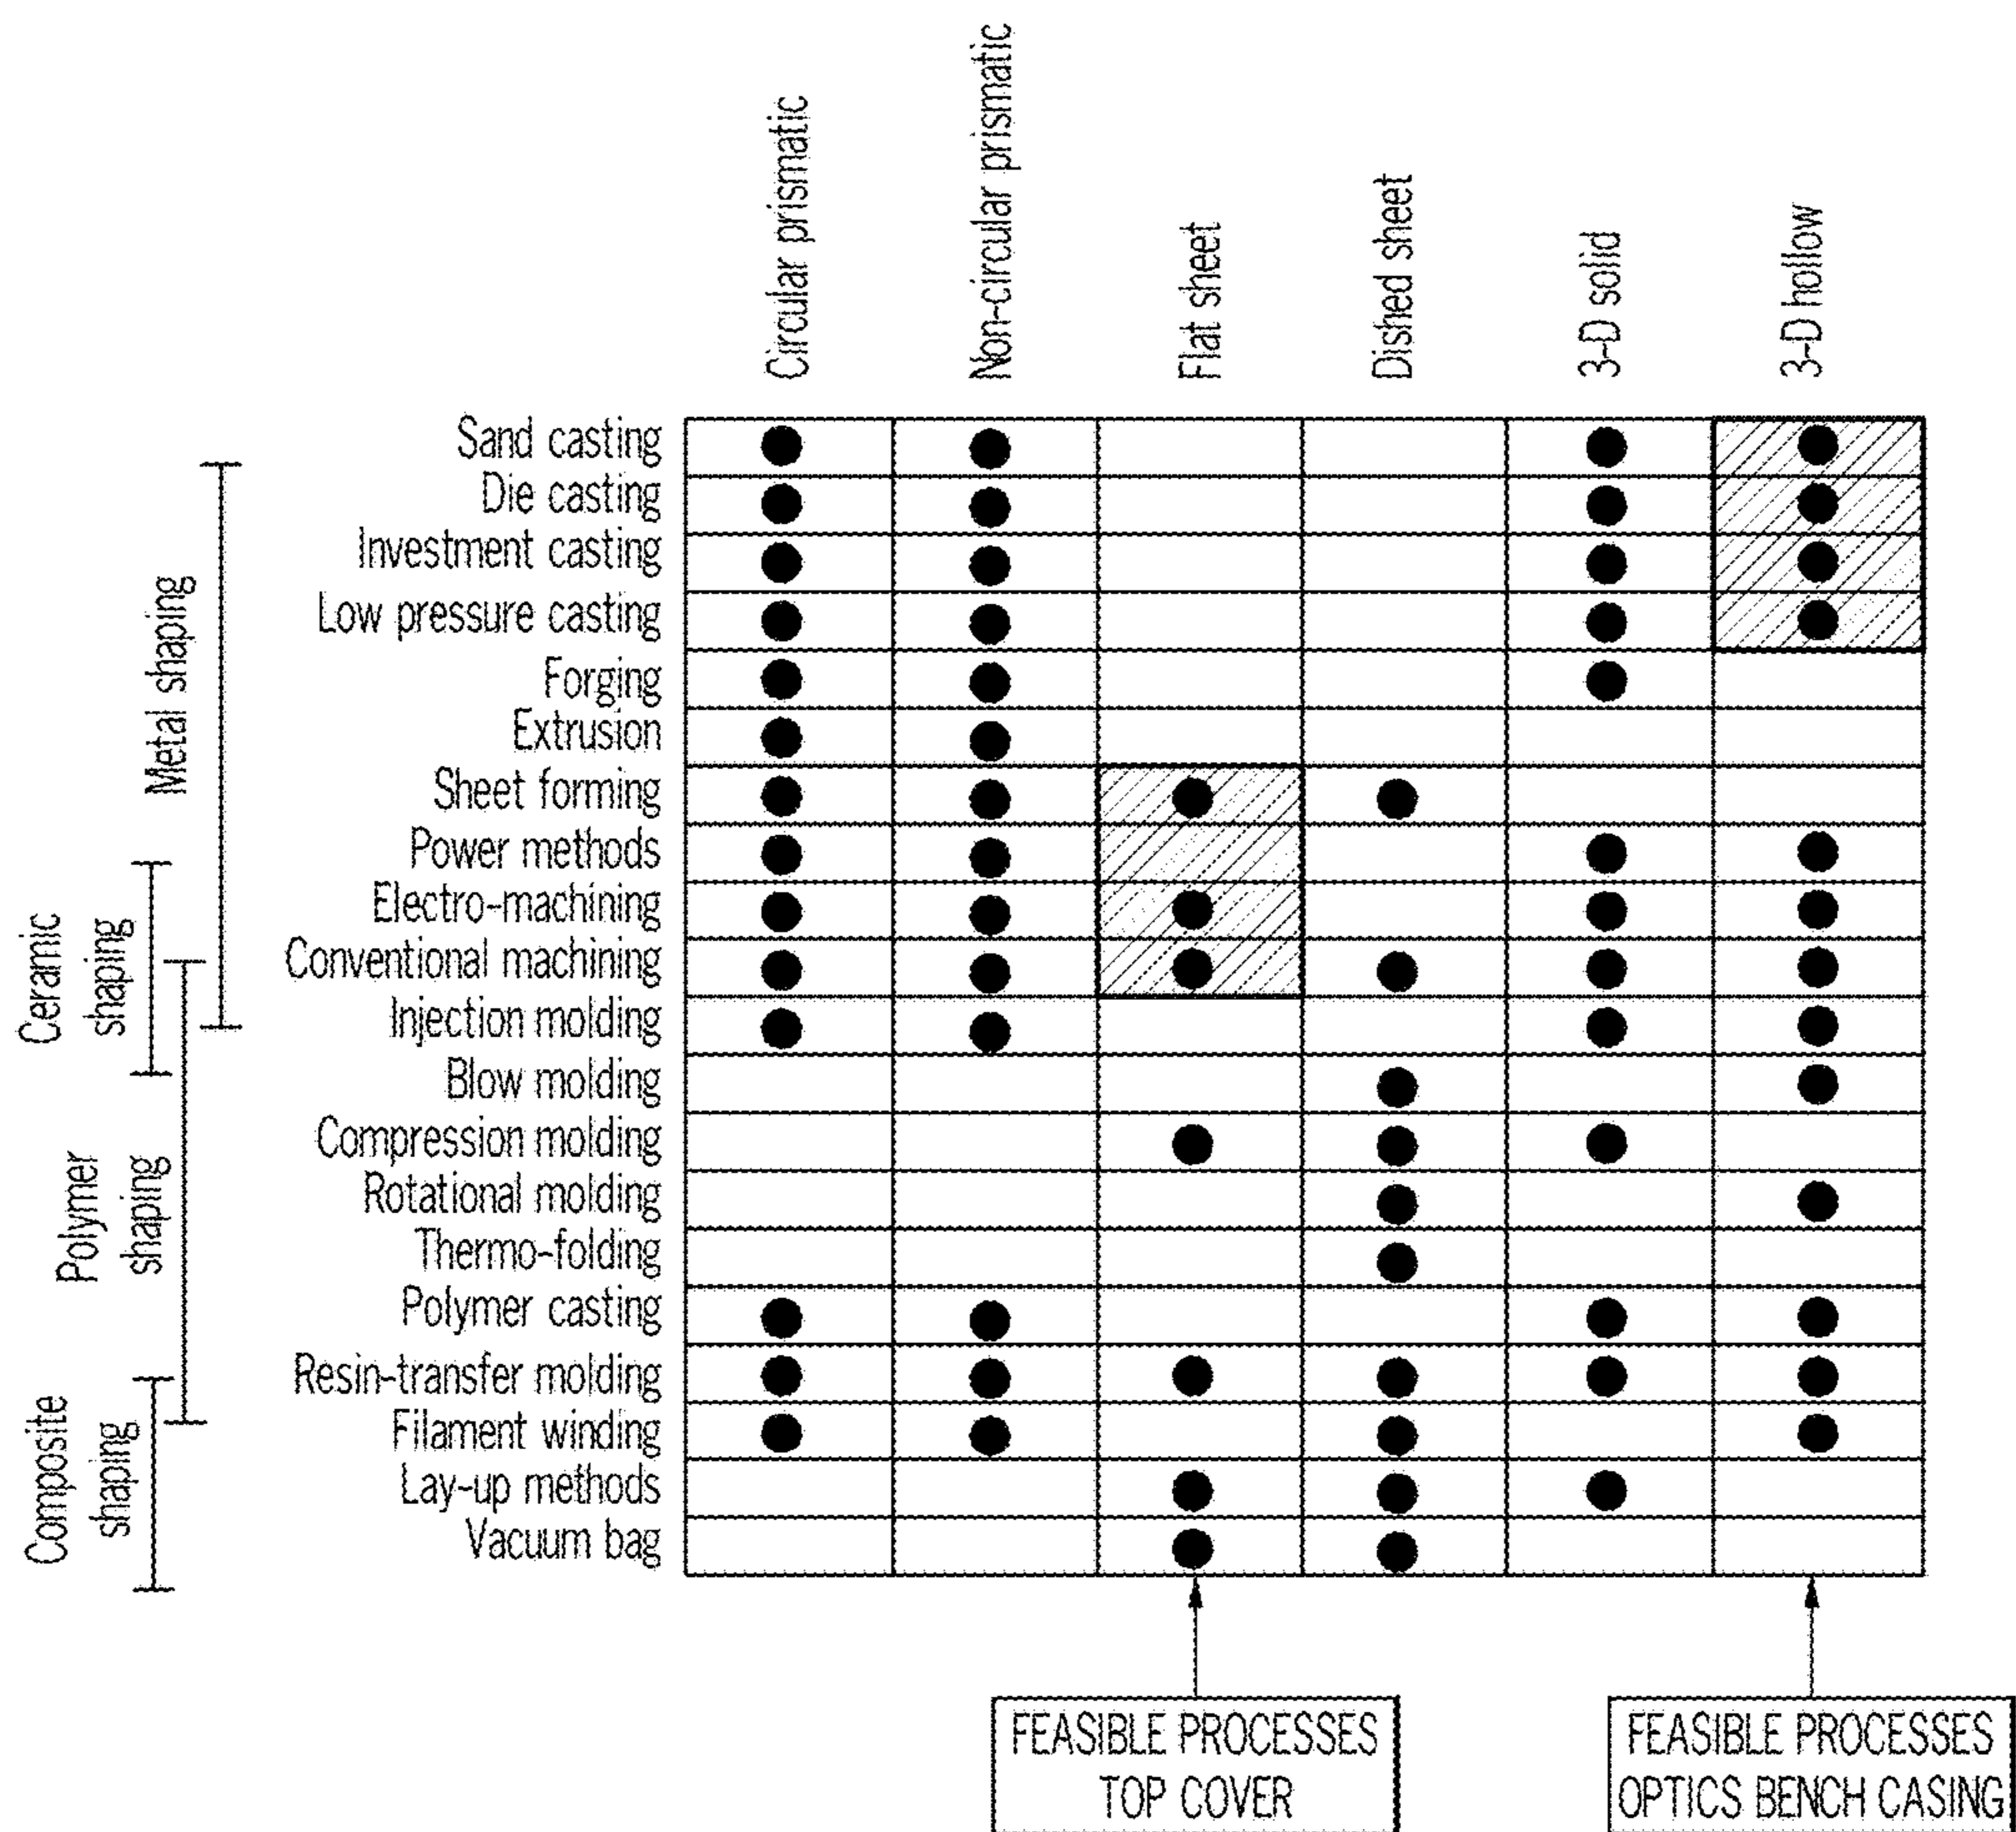 Circular prismatic
Non-circular prismatic
Flat sheet
Dished sheet
3-D solid
3-D hollow
Metal shaping
Ceramic
shaping
Polymer
shaping
Composite
shaping
Sand casting
Die casting
Investment casting
Low pressure casting
Forging
Extrusion
Sheet forming
Power methods
Electro-machining
Conventional machining
Injection molding
Blow molding
Compression molding
Rotational molding
Thermo-folding
Polymer casting
Resin-transfer molding
Filament winding
Lay-up methods
Vacuum bag
FEASIBLE PROCESSES
TOP COVER
FEASIBLE PROCESSES
OPTICS BENCH CASING